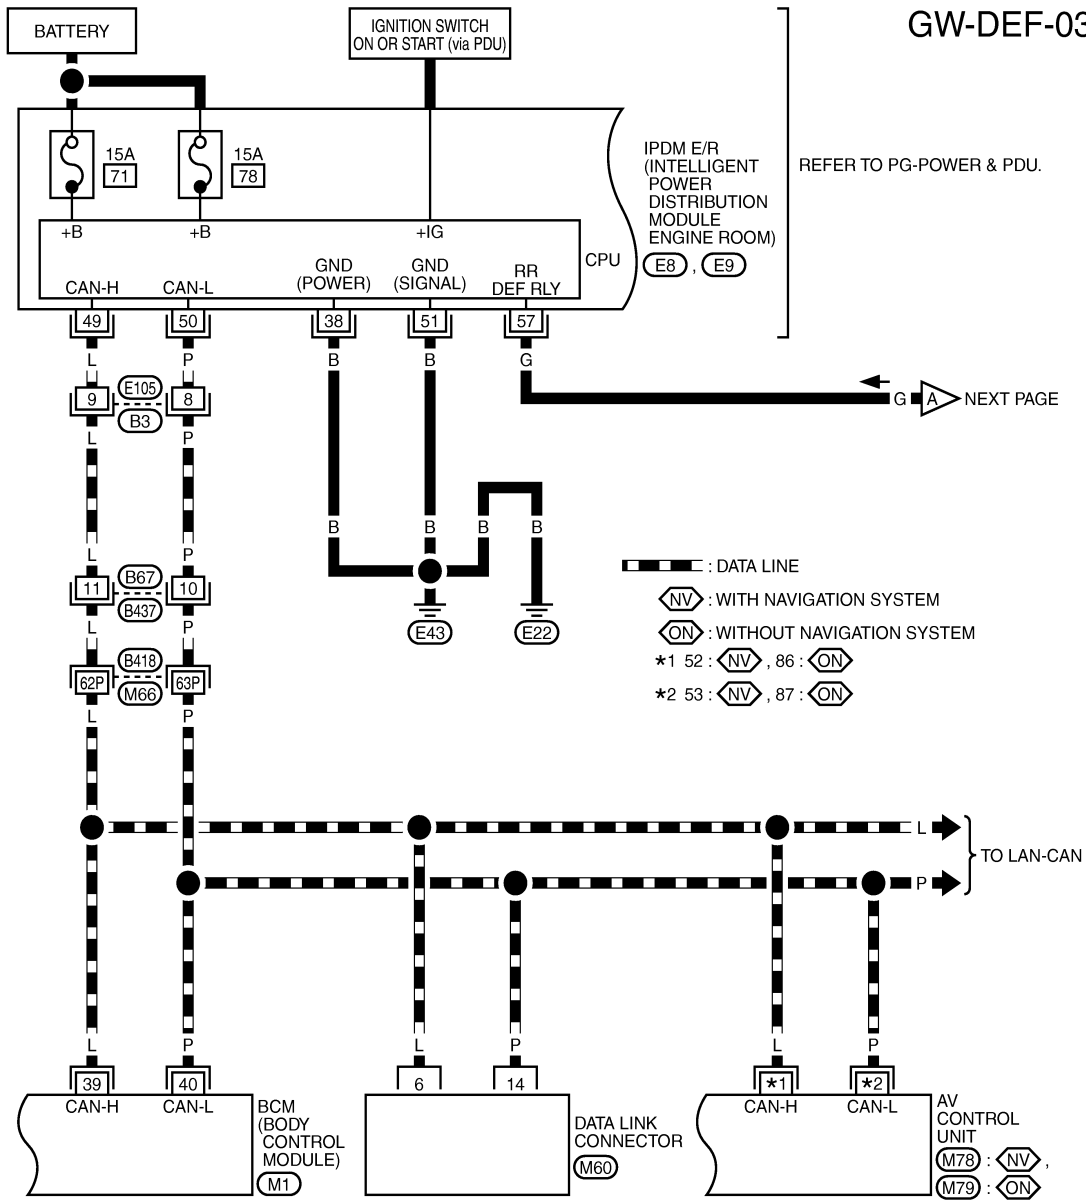 GW-DEF-03
BATTERY
IGNITION SWITCH
ON OR START (via PDU)
15A
71
15A
78
IPDM E/R
(INTELLIGENT
POWER
DISTRIBUTION
MODULE
ENGINE ROOM)
E8 , E9
REFER TO PG-POWER & PDU.
+B
+B
+IG
CPU
CAN-H
CAN-L
GND
(POWER)
GND
(SIGNAL)
RR
DEF RLY
49
50
38
51
57
L
P
B
B
G
9
E105
8
B3
G
A
NEXT PAGE
L
P
B
B
B
B
L
P
11
B67
10
B437
E43
E22
: DATA LINE
NV : WITH NAVIGATION SYSTEM
ON : WITHOUT NAVIGATION SYSTEM
*1 52 : NV , 86 : ON
*2 53 : NV , 87 : ON
L
P
62P
B418
63P
M66
L
P
L
P
TO LAN-CAN
L
P
L
P
L
P
39
40
6
14
*1
*2
CAN-H
CAN-L
BCM
(BODY
CONTROL
MODULE)
M1
DATA LINK
CONNECTOR
M60
CAN-H
CAN-L
AV
CONTROL
UNIT
M78 : NV ,
M79 : ON